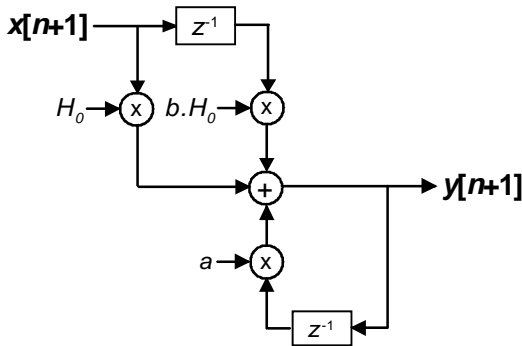 x[n+1]
z⁻¹
H₀
x
b.H₀
x
+
y[n+1]
a
x
z⁻¹